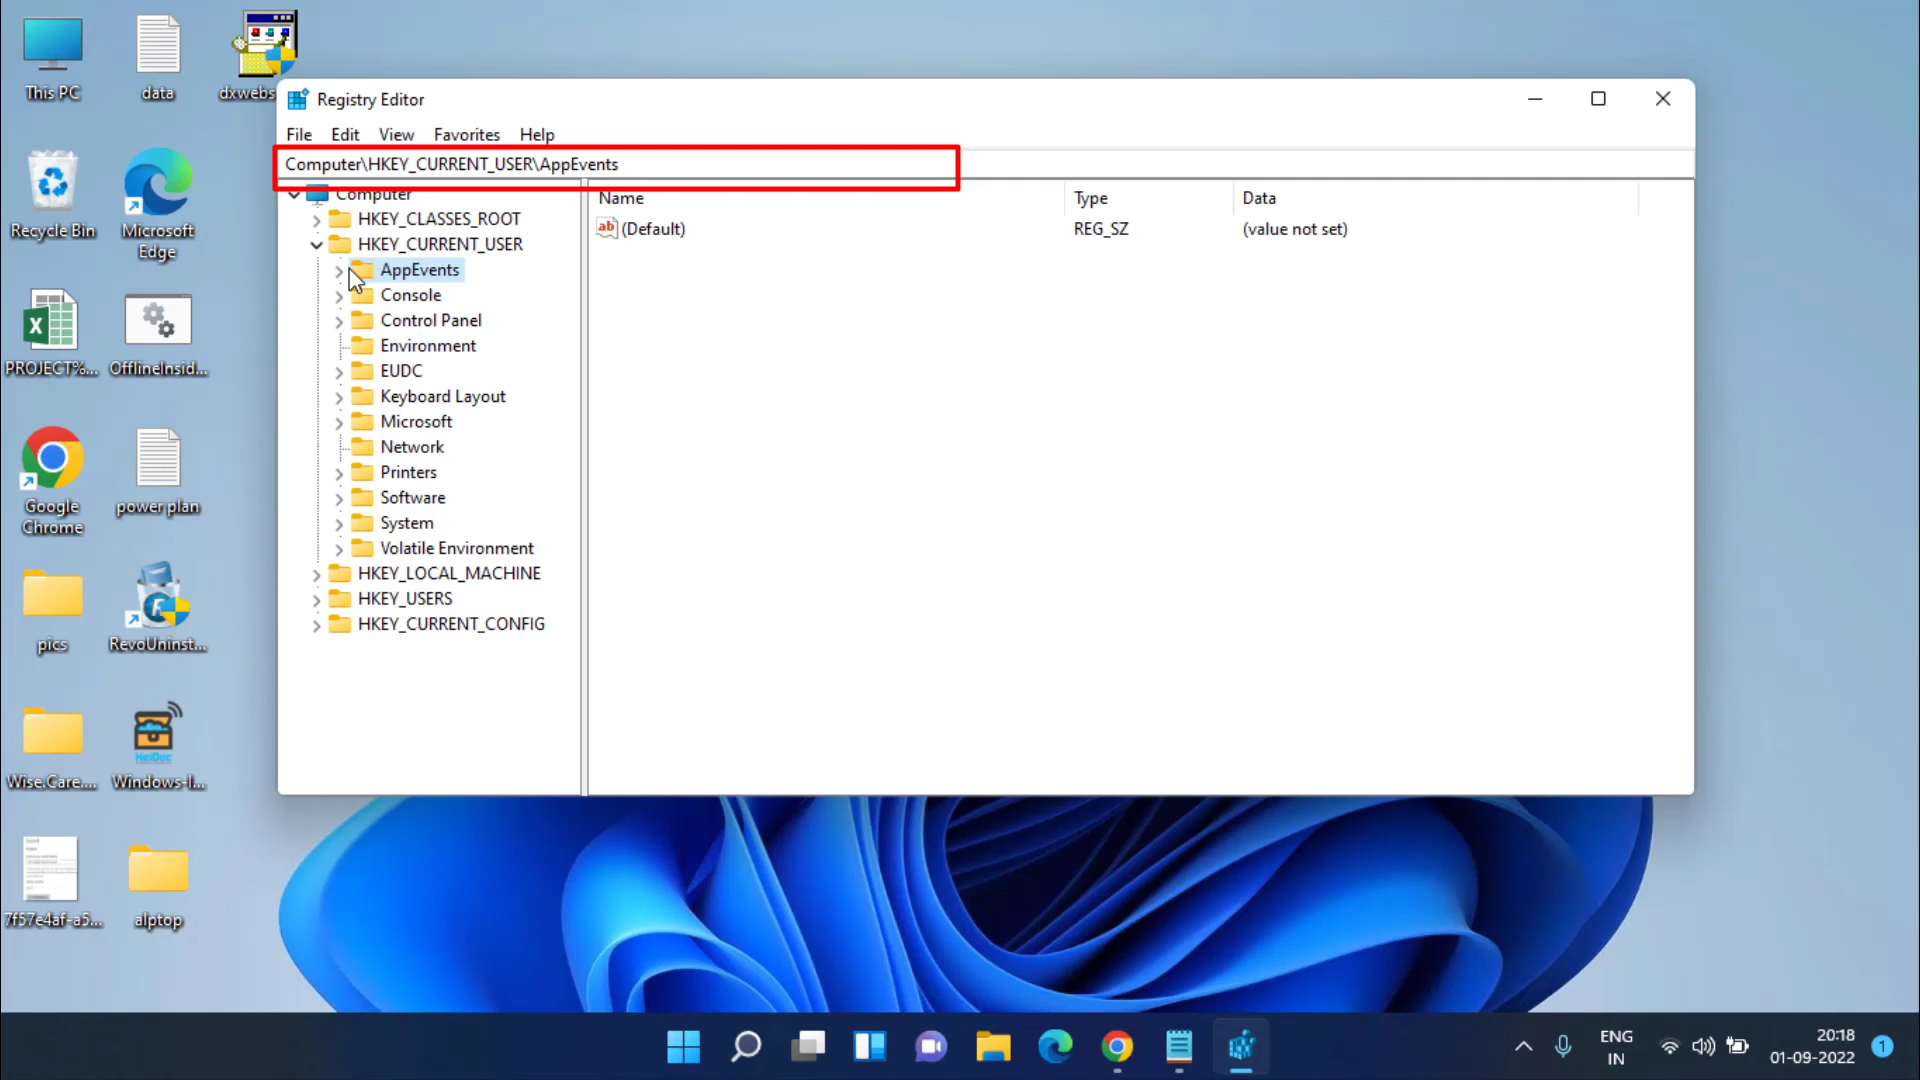 This PC
data
dxwebs
Recycle Bin
Microsoft
Edge
PROJECT%...
OfflineInsid...
Google
Chrome
power plan
pics
RevoUninst...
Wise.Care....
HeiDoc
Windows-I...
7f57e4af-a5...
alptop
Registry Editor
File Edit View Favorites Help
Computer\HKEY_CURRENT_USER\AppEvents
Computer
HKEY_CLASSES_ROOT
HKEY_CURRENT_USER
AppEvents
Console
Control Panel
Environment
EUDC
Keyboard Layout
Microsoft
Network
Printers
Software
System
Volatile Environment
HKEY_LOCAL_MACHINE
HKEY_USERS
HKEY_CURRENT_CONFIG
Name Type Data
ab (Default) REG_SZ (value not set)
ENG
IN
20:18
01-09-2022
1